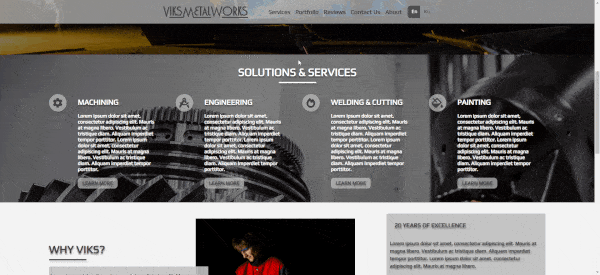 VIKSMETALWORKS
Services Portfolio Reviews Contact Us About En
SOLUTIONS & SERVICES
MACHINING
Lorem ipsum dolor sit amet,
consectetur adipiscing elit. Mauris
at magna libero. Vestibulum ac
tristique diam. Aliquam imperdiet
tempor porttitor. Lorem ipsum
dolor sit amet, consectetur
adipiscing elit. Mauris at magna
libero. Vestibulum ac tristique
diam. Aliquam imperdiet tempor
porttitor.
LEARN MORE
ENGINEERING
Lorem ipsum dolor sit amet,
consectetur adipiscing elit. Mauris
at magna libero. Vestibulum ac
tristique diam. Aliquam imperdiet
tempor porttitor. Lorem ipsum
dolor sit amet, consectetur
adipiscing elit. Mauris at magna
libero. Vestibulum ac tristique
diam. Aliquam imperdiet tempor
porttitor.
LEARN MORE
WELDING & CUTTING
Lorem ipsum dolor sit amet,
consectetur adipiscing elit. Mauris
at magna libero. Vestibulum ac
tristique diam. Aliquam imperdiet
tempor porttitor. Lorem ipsum
dolor sit amet, consectetur
adipiscing elit. Mauris at magna
libero. Vestibulum ac tristique
diam. Aliquam imperdiet tempor
porttitor.
LEARN MORE
PAINTING
Lorem ipsum dolor sit amet,
consectetur adipiscing elit. Mauris
at magna libero. Vestibulum ac
tristique diam. Aliquam imperdiet
tempor porttitor. Lorem ipsum
dolor sit amet, consectetur
adipiscing elit. Mauris at magna
libero. Vestibulum ac tristique
diam. Aliquam imperdiet tempor
porttitor.
LEARN MORE
WHY VIKS?
20 YEARS OF EXCELLENCE
Lorem ipsum dolor sit amet, consectetur adipiscing elit.
Mauris at magna libero. Vestibulum ac tristique diam.
Aliquam imperdiet tempor porttitor. Lorem ipsum dolor
sit amet, consectetur adipiscing elit. Mauris at magna